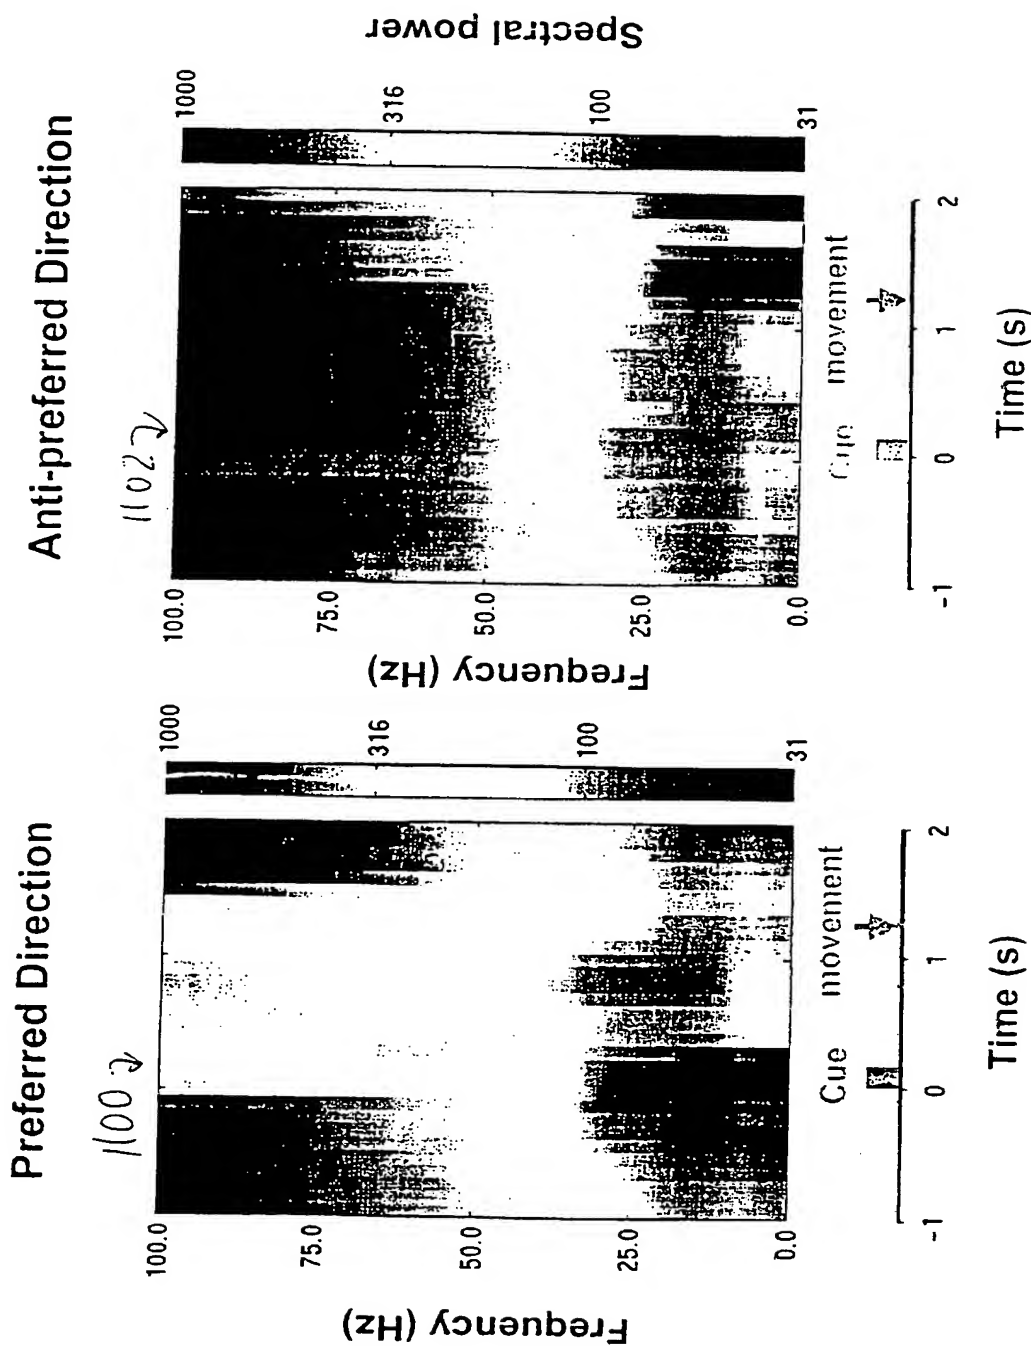 Preferred Direction
1100
Frequency (Hz)
100.0
75.0
50.0
25.0
0.0
1000
316
100
31
Cue movement
-1 0 1 2
Time (s)
Anti-preferred Direction
1102
Frequency (Hz)
100.0
75.0
50.0
25.0
0.0
1000
316
100
31
Spectral power
Cue movement
-1 0 1 2
Time (s)